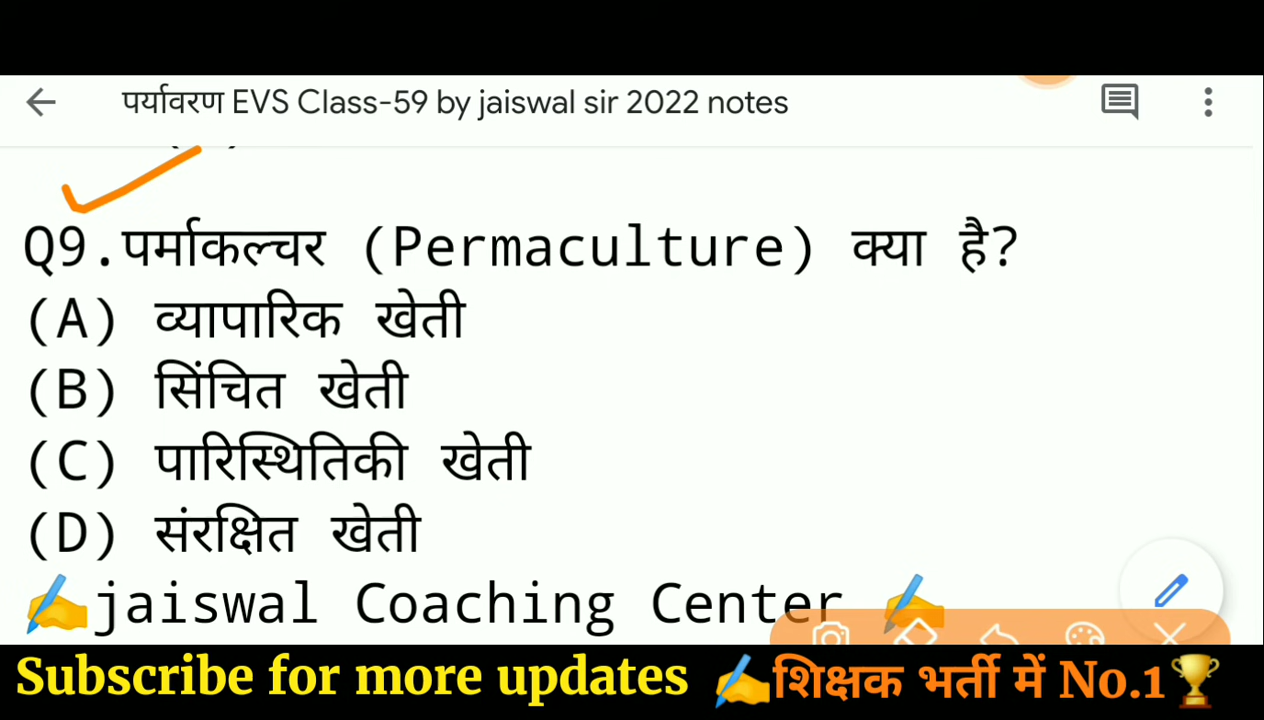 पर्यावरण EVS Class-59 by jaiswal sir 2022 notes
Q9.पर्माकल्चर (Permaculture) क्या है?
(A) व्यापारिक खेती
(B) सिंचित खेती
(C) पारिस्थितिकी खेती
(D) संरक्षित खेती
✍️jaiswal Coaching Center ✍️
Subscribe for more updates ✍️शिक्षक भर्ती में No.1🏆